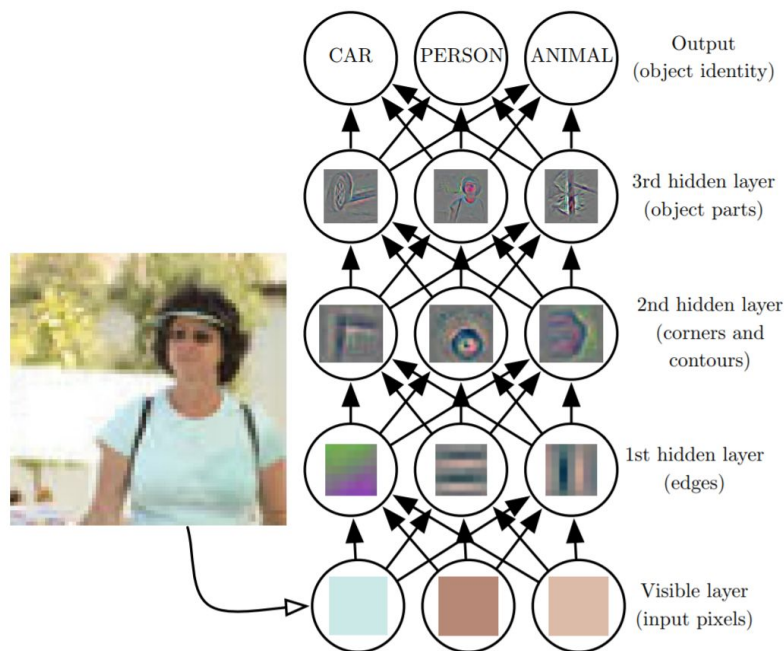 CAR PERSON ANIMAL
Output
(object identity)
3rd hidden layer
(object parts)
2nd hidden layer
(corners and
contours)
1st hidden layer
(edges)
Visible layer
(input pixels)